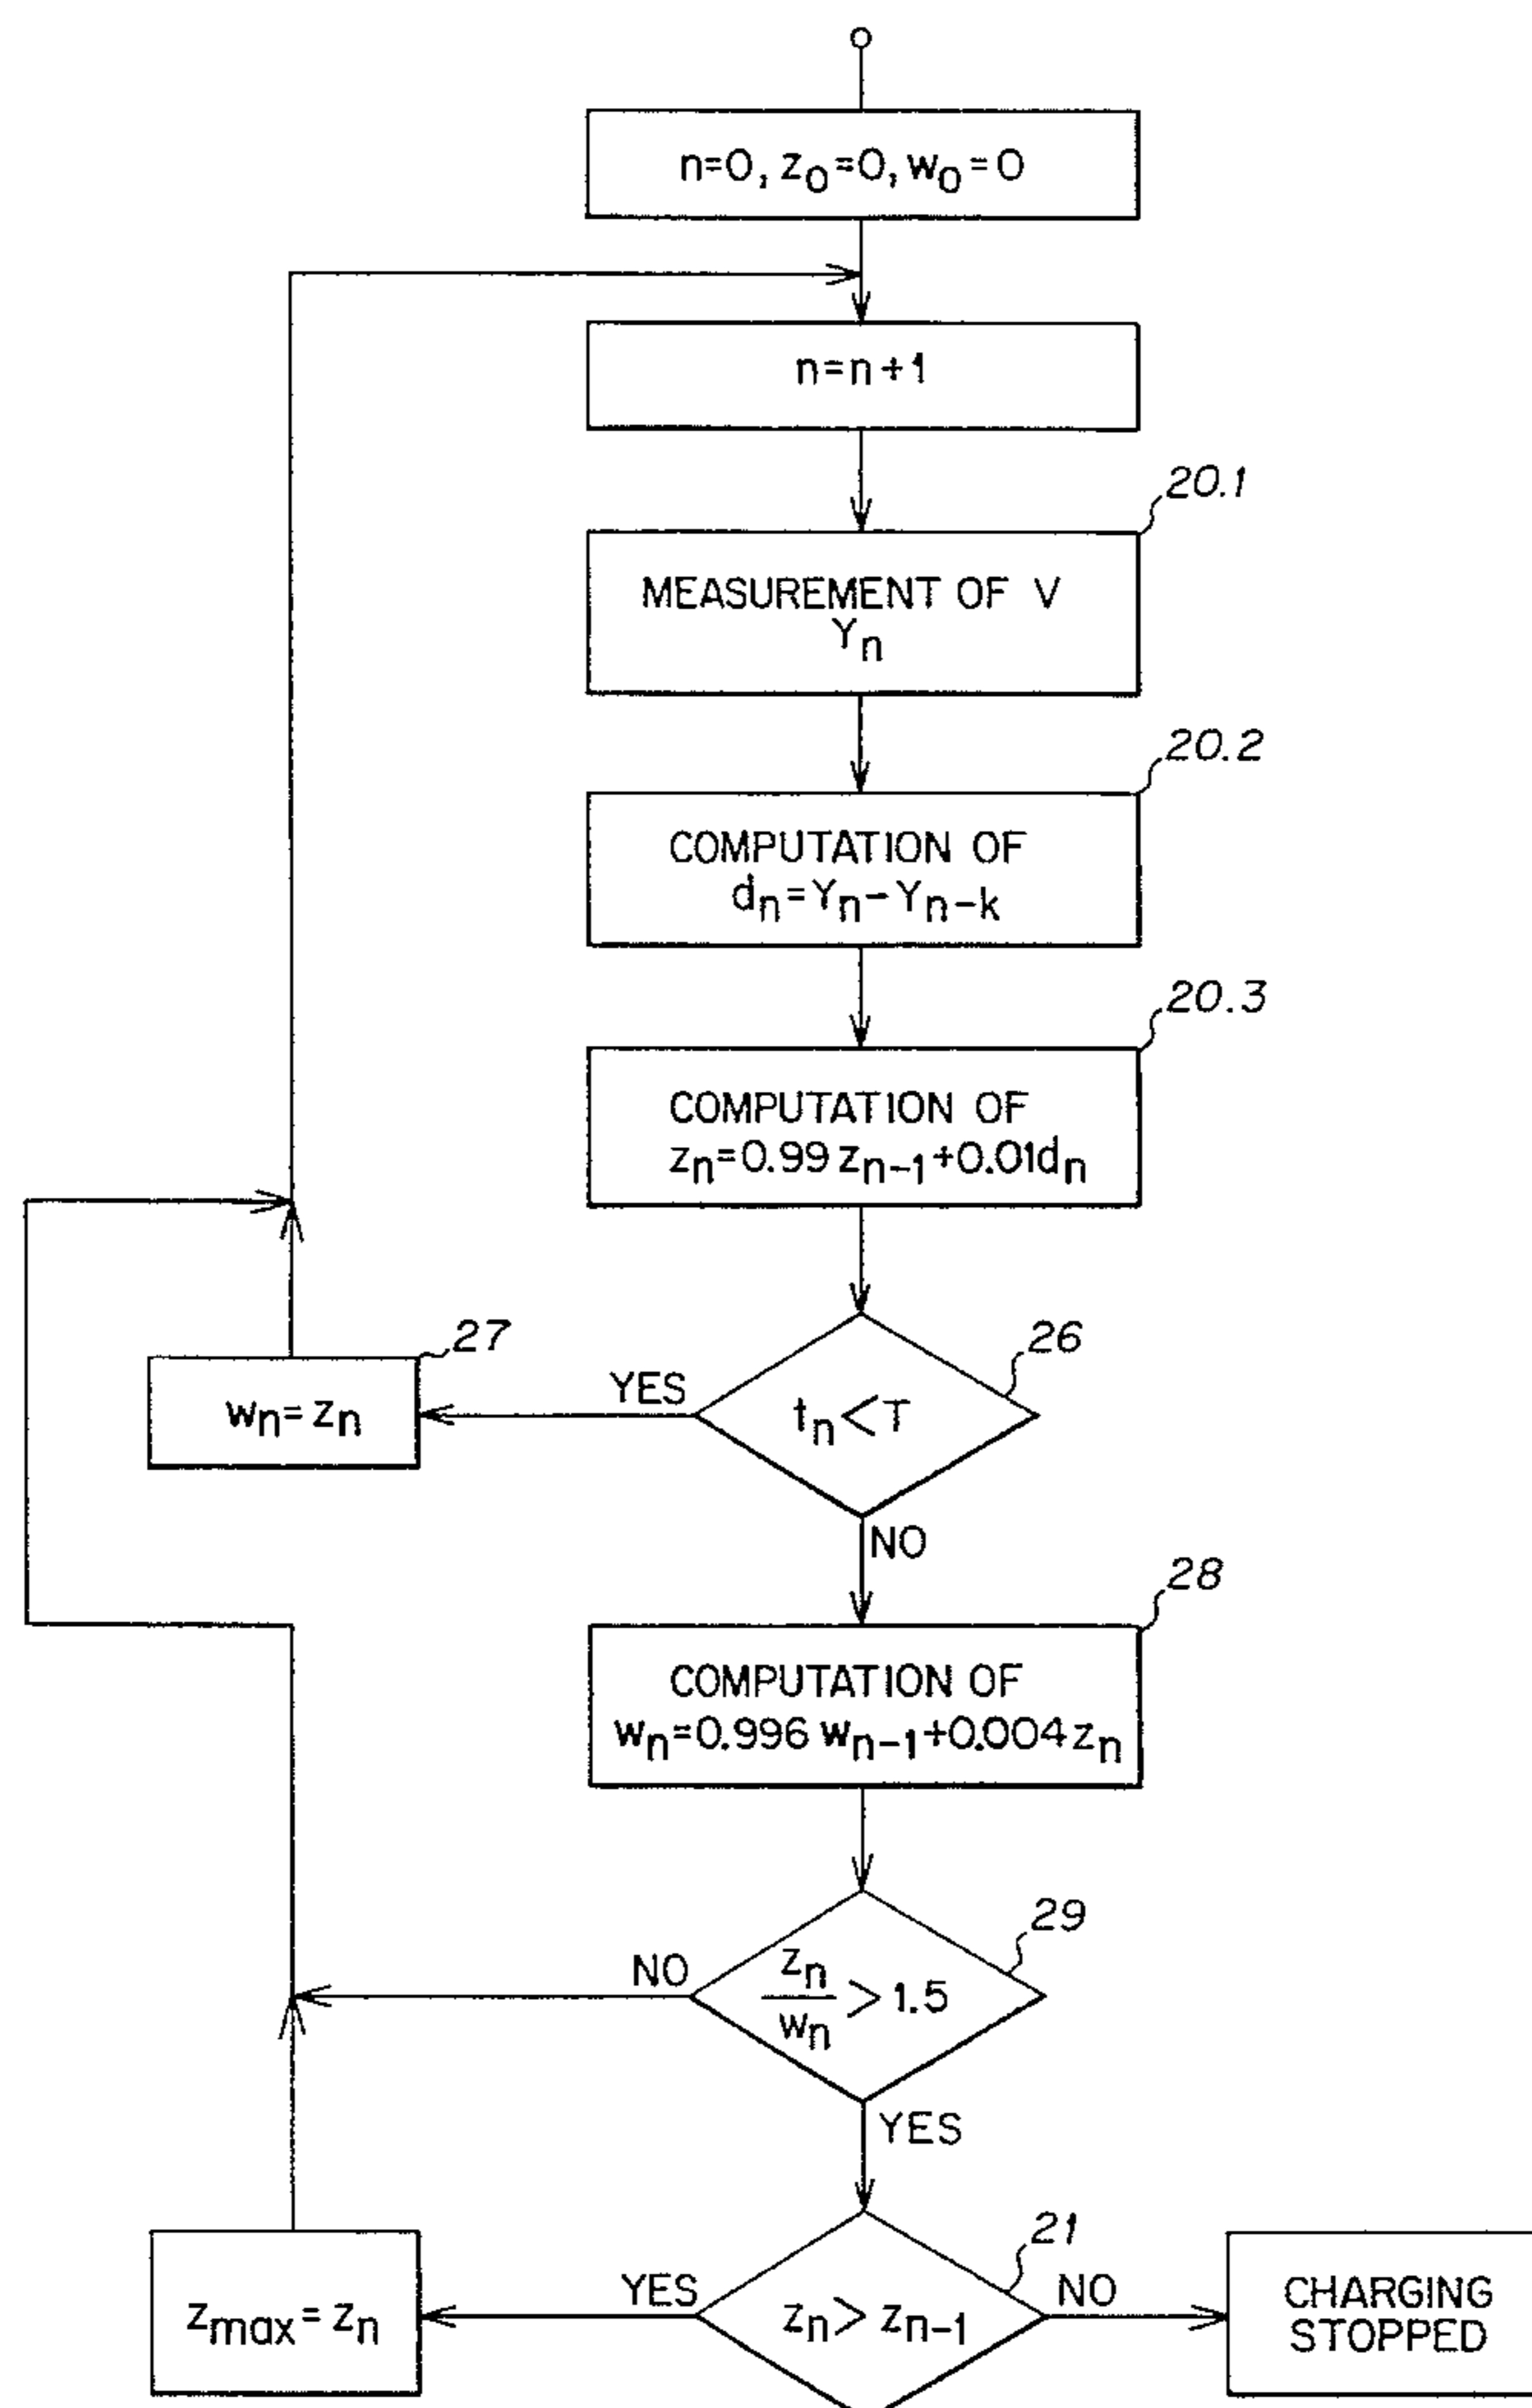 n=0, z₀=0, w₀=0
n=n+1
20.1
MEASUREMENT OF V
Yₙ
20.2
COMPUTATION OF
dₙ=Yₙ−Yₙ₋ₖ
20.3
COMPUTATION OF
zₙ=0.99 zₙ₋₁+0.01dₙ
27
wₙ=zₙ
YES
26
tₙ<T
NO
28
COMPUTATION OF
wₙ=0.996 wₙ₋₁+0.004 zₙ
29
NO
zₙ
wₙ
>1.5
YES
21
zmax=zₙ
YES
zₙ>zₙ₋₁
NO
CHARGING
STOPPED